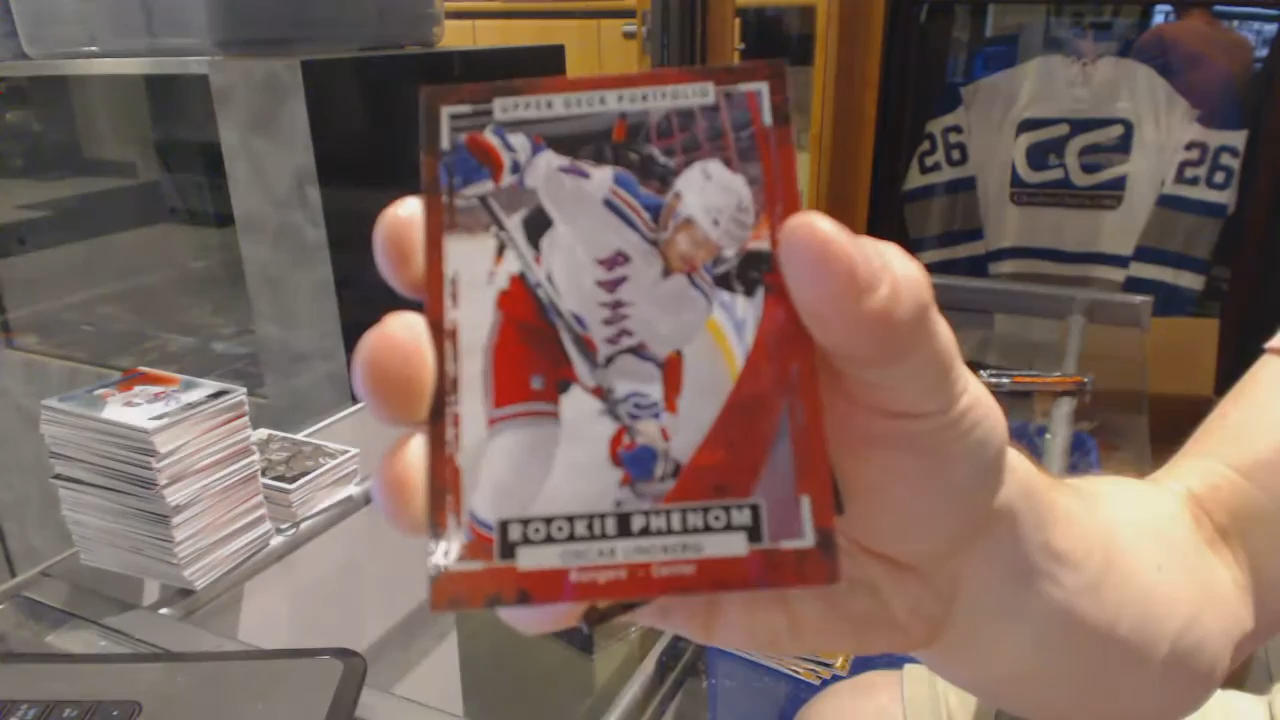 UPPER DECK PORTFOLIO
RANGERS
ROOKIE PHENOM
OSCAR LINDBERG
Rangers - Center
26
C&C
26